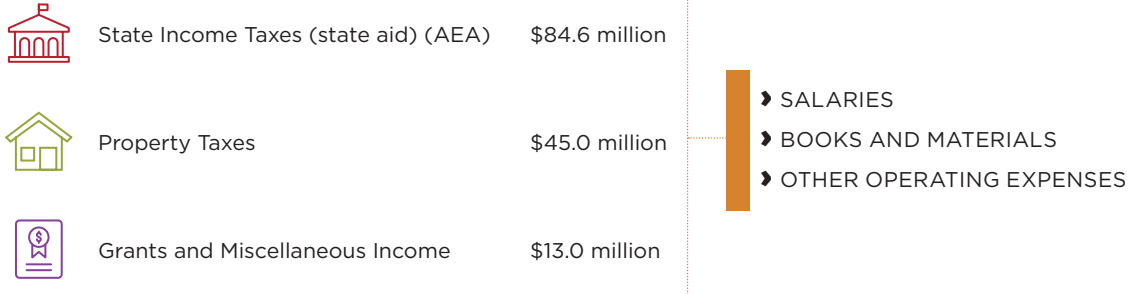 State Income Taxes (state aid) (AEA) $84.6 million
Property Taxes $45.0 million
Grants and Miscellaneous Income $13.0 million
❯ SALARIES
❯ BOOKS AND MATERIALS
❯ OTHER OPERATING EXPENSES